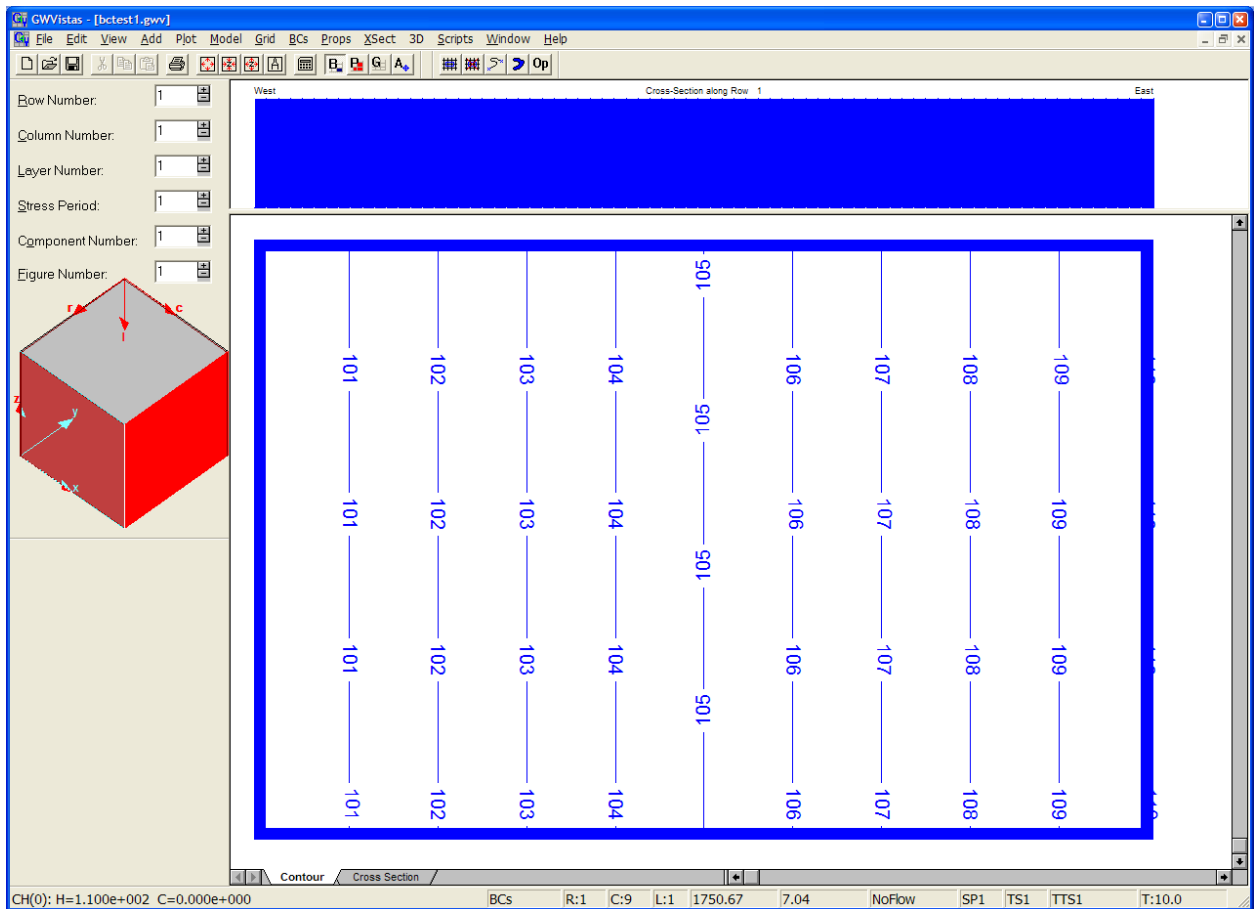 GWVistas - [bctest1.gwv]
File Edit View Add Plot Model Grid BCs Props XSect 3D Scripts Window Help
B G A Op
Row Number: 1
Column Number: 1
Layer Number: 1
Stress Period: 1
Component Number: 1
Figure Number: 1
r c
l
z y
x
West Cross-Section along Row 1 East
105
101 102 103 104 106 107 108 109
105
101 102 103 104 106 107 108 109
105
101 102 103 104 106 107 108 109
105
101 102 103 104 106 107 108 109
Contour Cross Section
CH(0): H=1.100e+002 C=0.000e+000 BCs R:1 C:9 L:1 1750.67 7.04 NoFlow SP1 TS1 TTS1 T:10.0